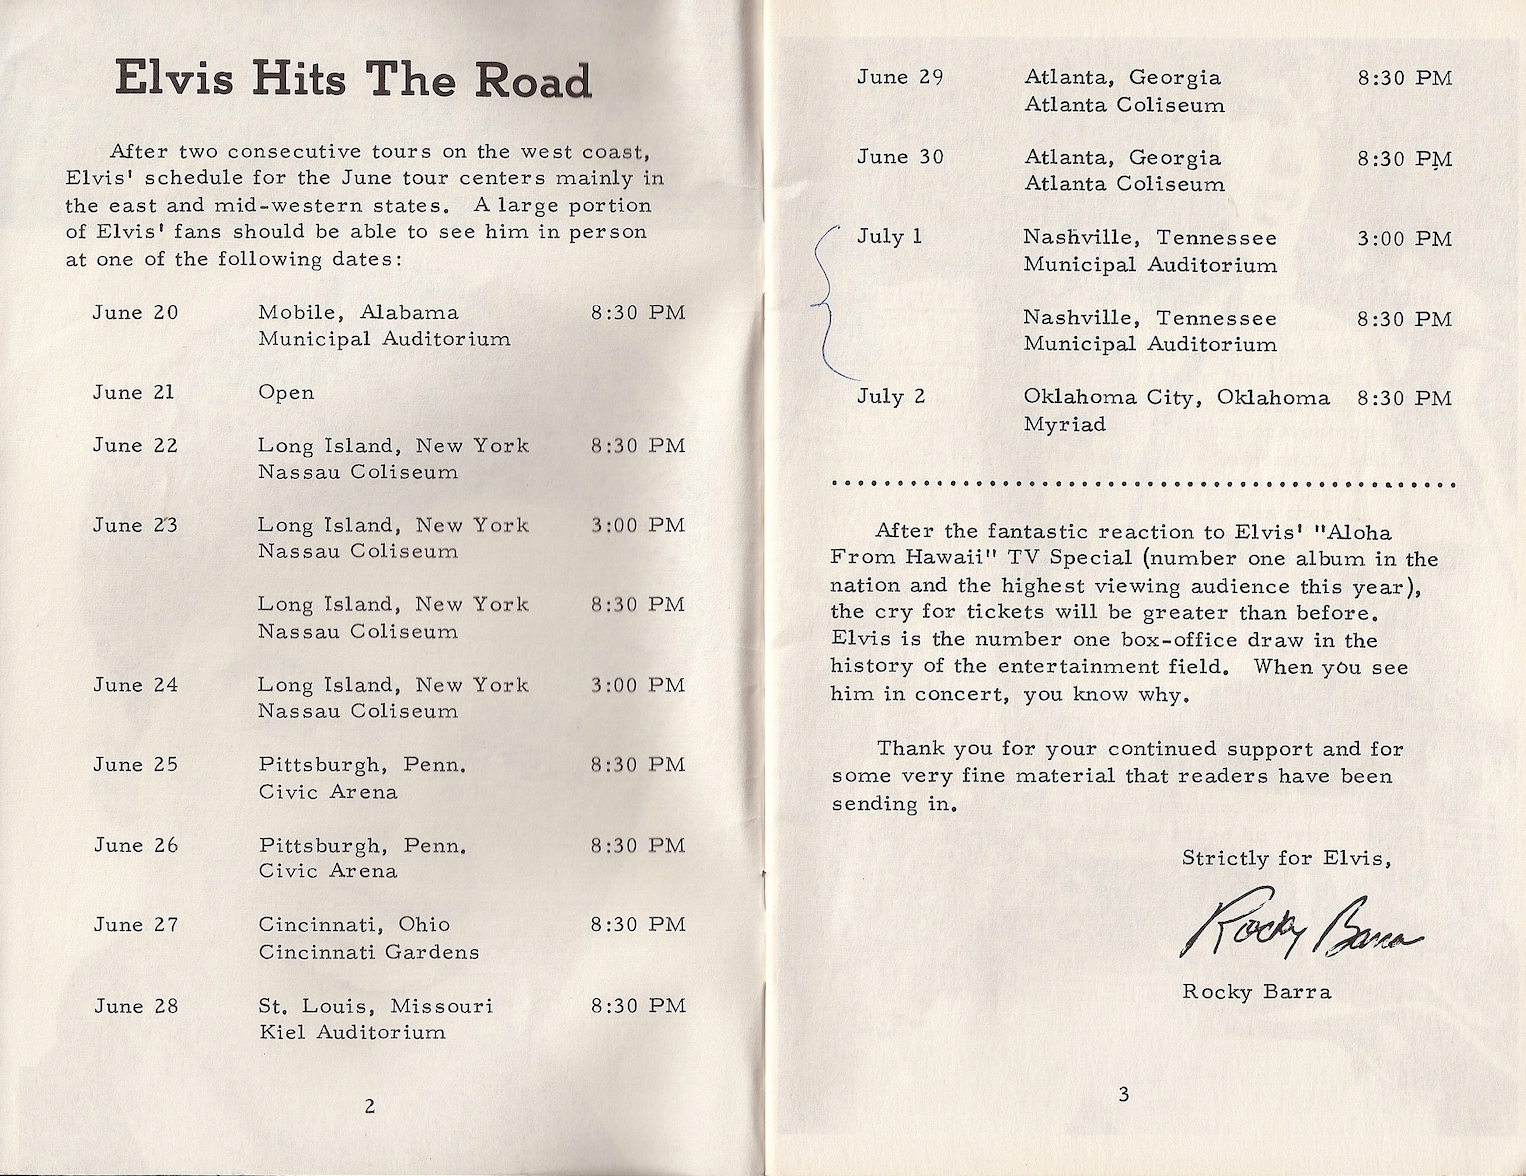 Elvis Hits The Road
After two consecutive tours on the west coast,
Elvis' schedule for the June tour centers mainly in
the east and mid-western states. A large portion
of Elvis' fans should be able to see him in person
at one of the following dates:
June 20 Mobile, Alabama 8:30 PM
Municipal Auditorium
June 21 Open
June 22 Long Island, New York 8:30 PM
Nassau Coliseum
June 23 Long Island, New York 3:00 PM
Nassau Coliseum
Long Island, New York 8:30 PM
Nassau Coliseum
June 24 Long Island, New York 3:00 PM
Nassau Coliseum
June 25 Pittsburgh, Penn. 8:30 PM
Civic Arena
June 26 Pittsburgh, Penn. 8:30 PM
Civic Arena
June 27 Cincinnati, Ohio 8:30 PM
Cincinnati Gardens
June 28 St. Louis, Missouri 8:30 PM
Kiel Auditorium
2
June 29 Atlanta, Georgia 8:30 PM
Atlanta Coliseum
June 30 Atlanta, Georgia 8:30 PM
Atlanta Coliseum
July 1 Nashville, Tennessee 3:00 PM
Municipal Auditorium
Nashville, Tennessee 8:30 PM
Municipal Auditorium
July 2 Oklahoma City, Oklahoma 8:30 PM
Myriad
After the fantastic reaction to Elvis' "Aloha
From Hawaii" TV Special (number one album in the
nation and the highest viewing audience this year),
the cry for tickets will be greater than before.
Elvis is the number one box-office draw in the
history of the entertainment field. When you see
him in concert, you know why.
Thank you for your continued support and for
some very fine material that readers have been
sending in.
Strictly for Elvis,
Rocky Barra
Rocky Barra
3